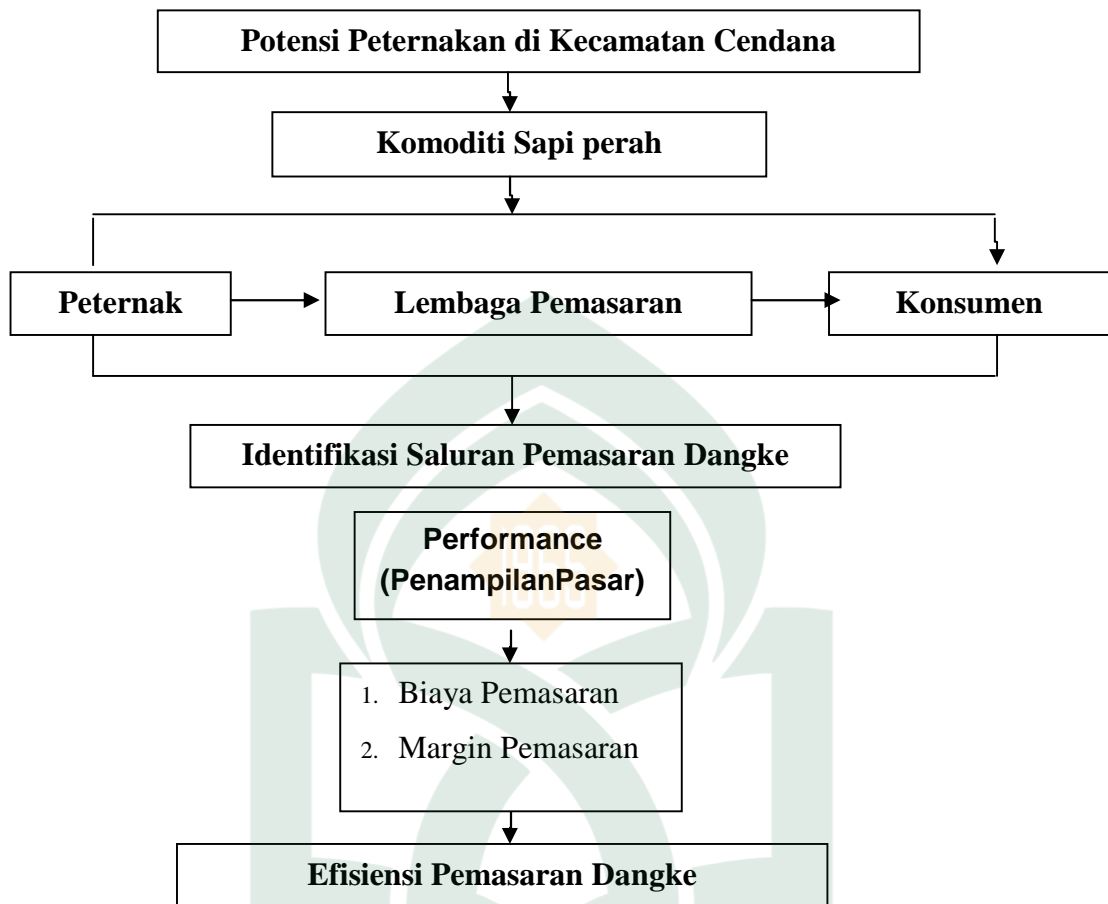 Potensi Peternakan di Kecamatan Cendana
Komoditi Sapi perah
Peternak
Lembaga Pemasaran
Konsumen
Identifikasi Saluran Pemasaran Dangke
Performance
(PenampilanPasar)
1965
1. Biaya Pemasaran
2. Margin Pemasaran
Efisiensi Pemasaran Dangke